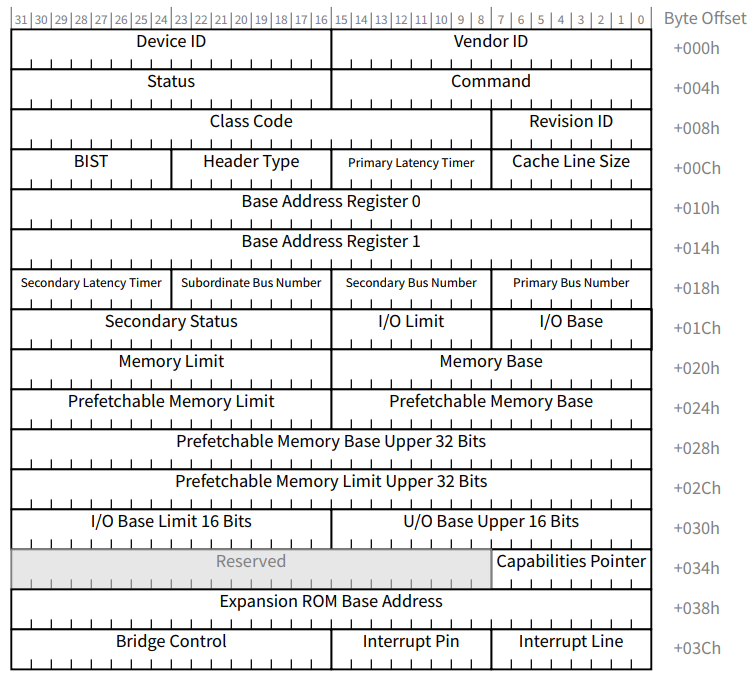 31 30 29 28 27 26 25 24 23 22 21 20 19 18 17 16 15 14 13 12 11 10 9 8 7 6 5 4 3 2 1 0 Byte Offset
Device ID Vendor ID +000h
Status Command +004h
Class Code Revision ID +008h
BIST Header Type Primary Latency Timer Cache Line Size +00Ch
Base Address Register 0 +010h
Base Address Register 1 +014h
Secondary Latency Timer Subordinate Bus Number Secondary Bus Number Primary Bus Number +018h
Secondary Status I/O Limit I/O Base +01Ch
Memory Limit Memory Base +020h
Prefetchable Memory Limit Prefetchable Memory Base +024h
Prefetchable Memory Base Upper 32 Bits +028h
Prefetchable Memory Limit Upper 32 Bits +02Ch
I/O Base Limit 16 Bits U/O Base Upper 16 Bits +030h
Reserved Capabilities Pointer +034h
Expansion ROM Base Address +038h
Bridge Control Interrupt Pin Interrupt Line +03Ch